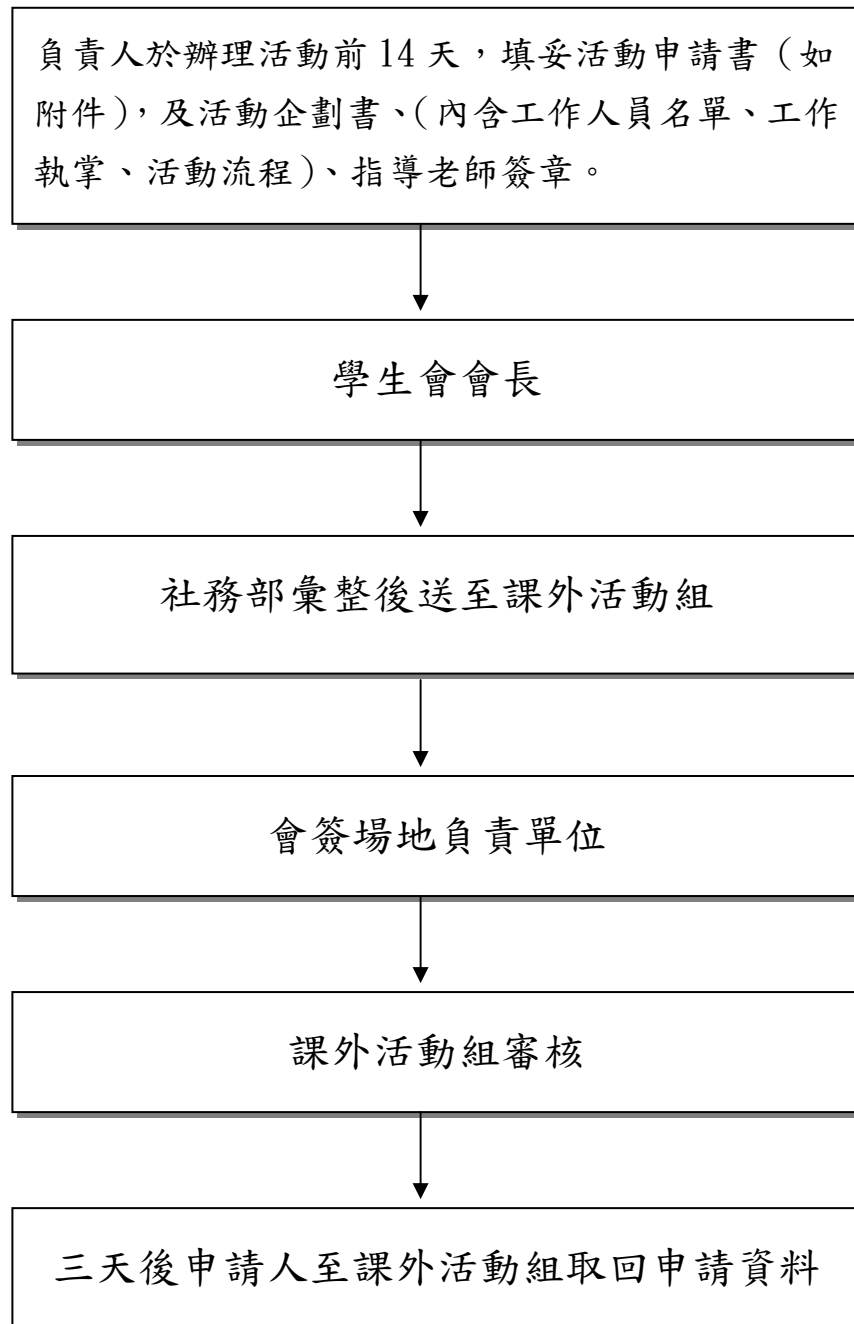 負責人於辦理活動前 14 天，填妥活動申請書（如
附件），及活動企劃書、（內含工作人員名單、工作
執掌、活動流程）、指導老師簽章。
學生會會長
社務部彙整後送至課外活動組
會簽場地負責單位
課外活動組審核
三天後申請人至課外活動組取回申請資料